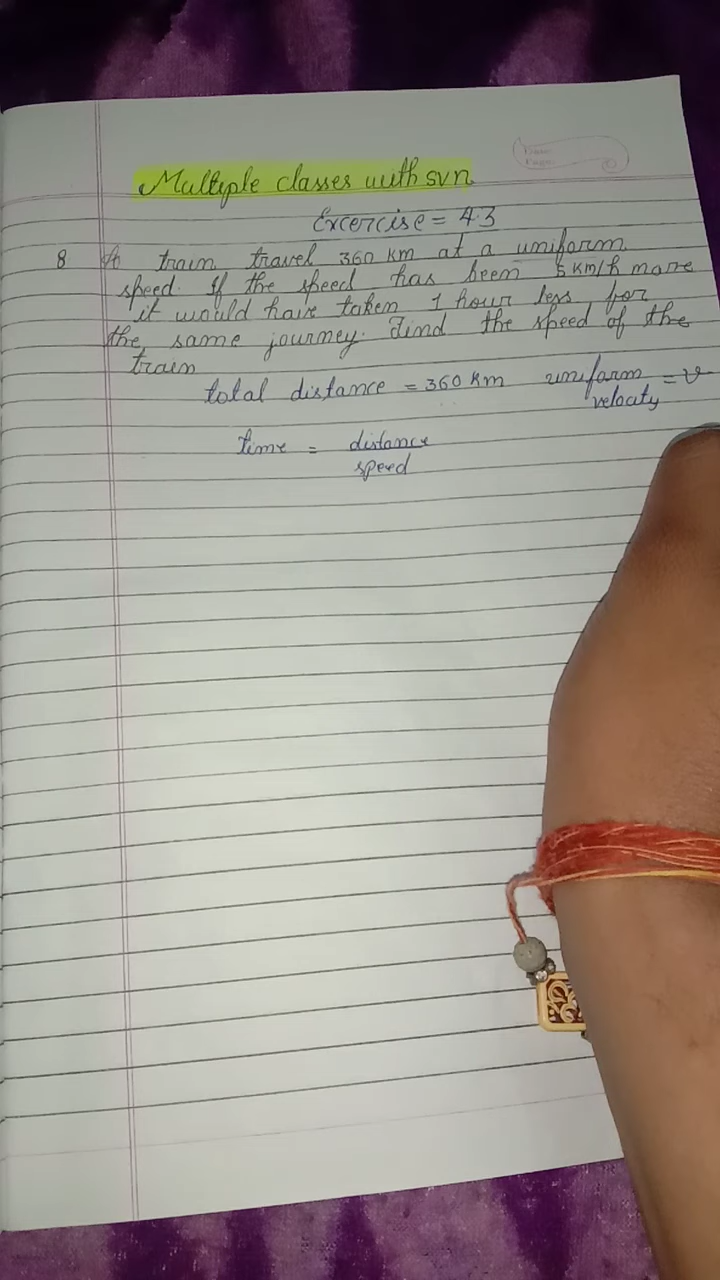 Multiple classes with svn
Excercise = 4.3
8 A train travel 360 km at a uniform
speed. If the speed has been 5 km/h more
it would have taken 1 hour less for
the same journey. Find the speed of the
train
total distance = 360 km uniform = v
velocity
time = distance
speed